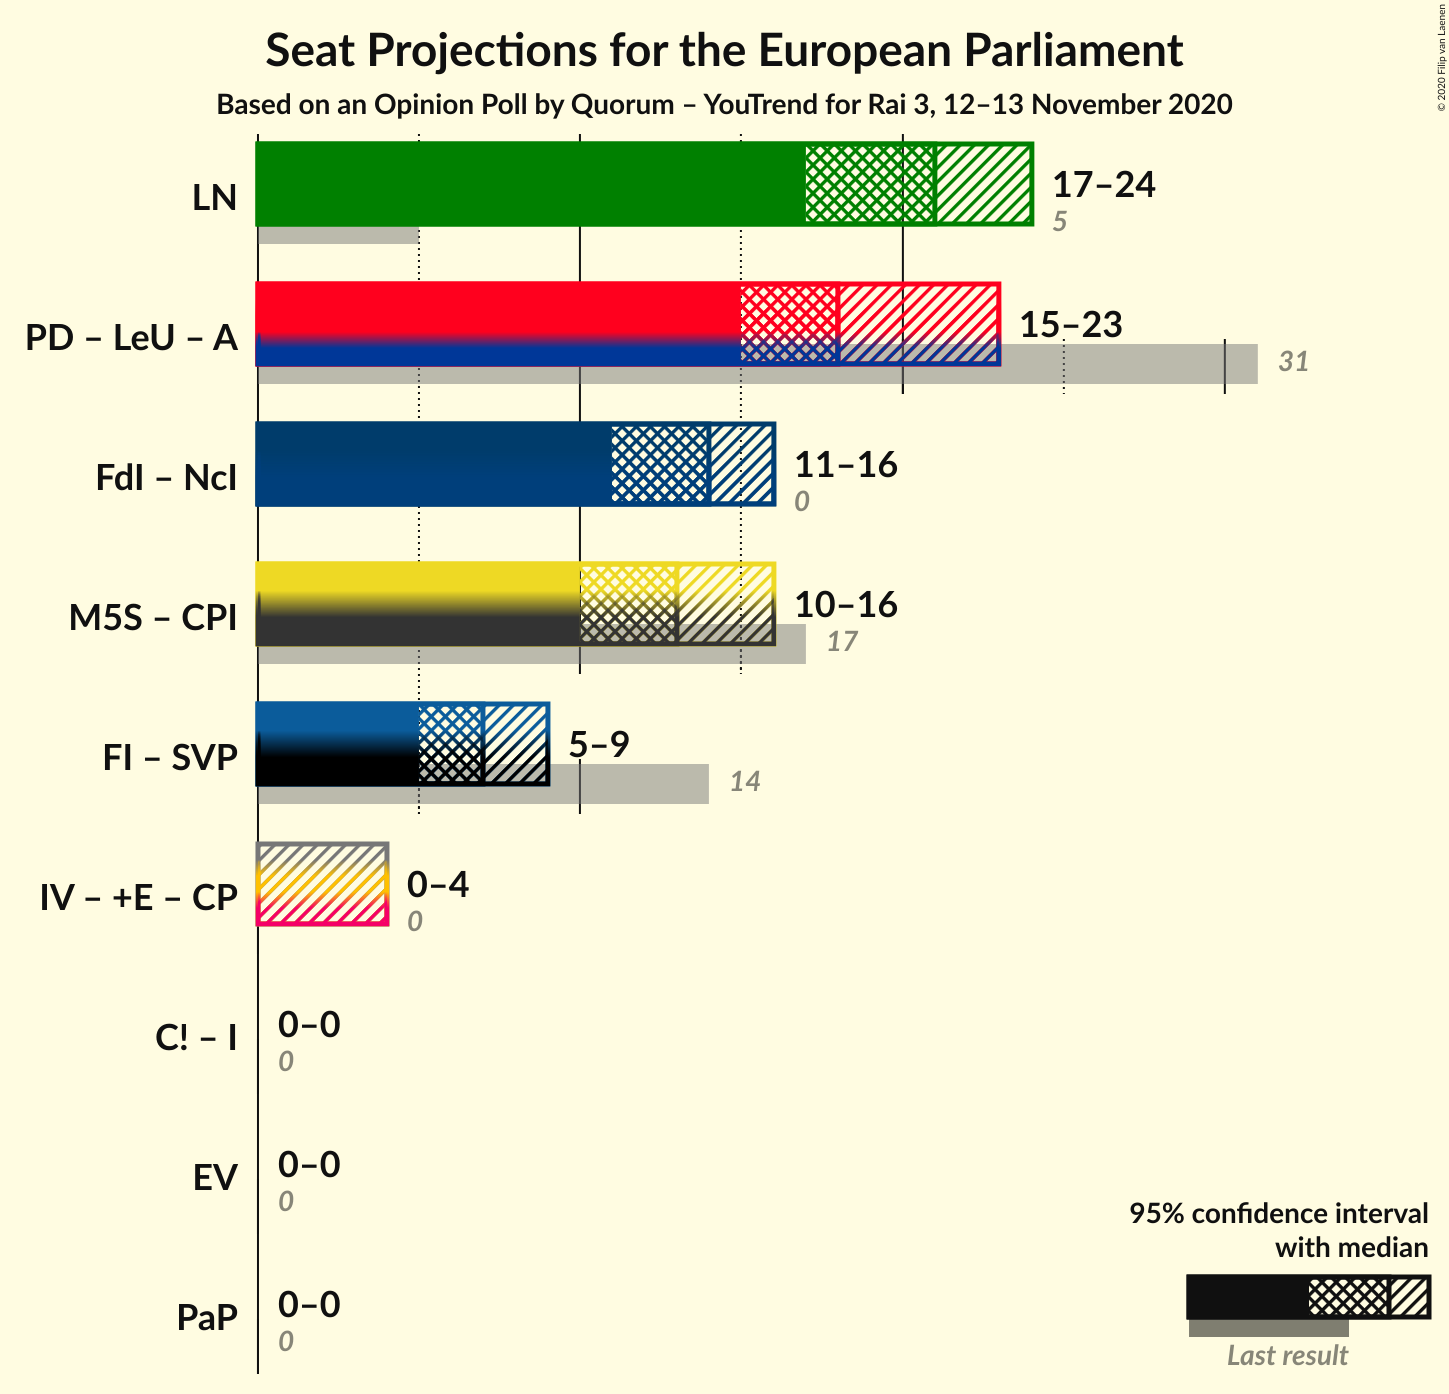 Seat Projections for the European Parliament
Based on an Opinion Poll by Quorum – YouTrend for Rai 3, 12–13 November 2020
© 2020 Filip van Laenen
LN
17–24
5
PD – LeU – A
15–23
31
FdI – NcI
11–16
0
M5S – CPI
10–16
17
FI – SVP
5–9
14
IV – +E – CP
0–4
0
C! – I
0–0
0
EV
0–0
0
PaP
0–0
0
95% confidence interval
with median
Last result